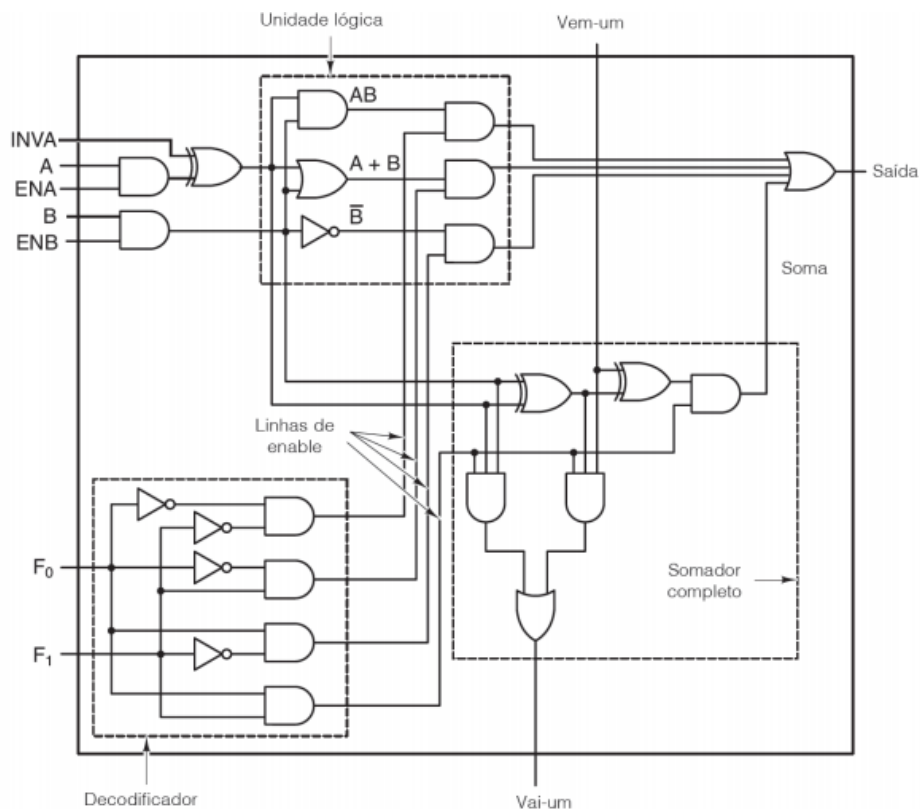 Unidade lógica
Vem-um
INVA
A
ENA
B
ENB
AB
A + B
B̅
Saída
Soma
Linhas de
enable
F₀
F₁
Somador
completo
Decodificador
Vai-um